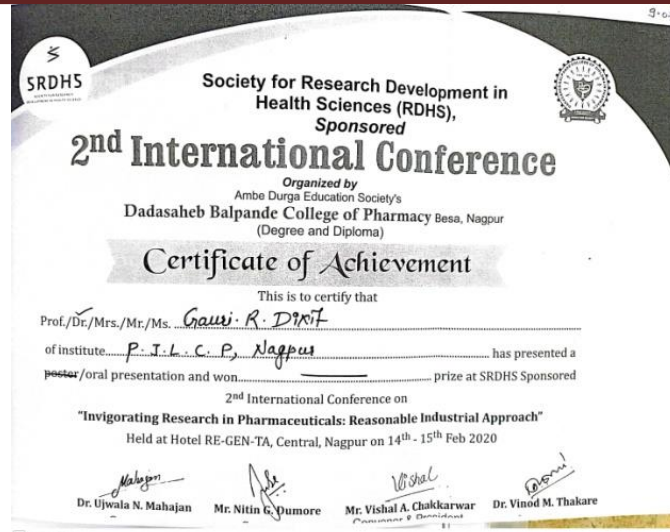 SRDHS
Society for Research Development in
Health Sciences (RDHS),
Sponsored
2nd International Conference
Organized by
Ambe Durga Education Society's
Dadasaheb Balpande College of Pharmacy Besa, Nagpur
(Degree and Diploma)
Certificate of Achievement
This is to certify that
Prof./Dr./Mrs./Mr./Ms. Gauri. R. Dixit
of institute P. J. L. C. P, Nagpur has presented a
poster/oral presentation and won prize at SRDHS Sponsored
2nd International Conference on
"Invigorating Research in Pharmaceuticals: Reasonable Industrial Approach"
Held at Hotel RE-GEN-TA, Central, Nagpur on 14th - 15th Feb 2020
Mahajan Vishal
Dr. Ujwala N. Mahajan Mr. Nitin G. Dumore Mr. Vishal A. Chakkarwar Dr. Vinod M. Thakare